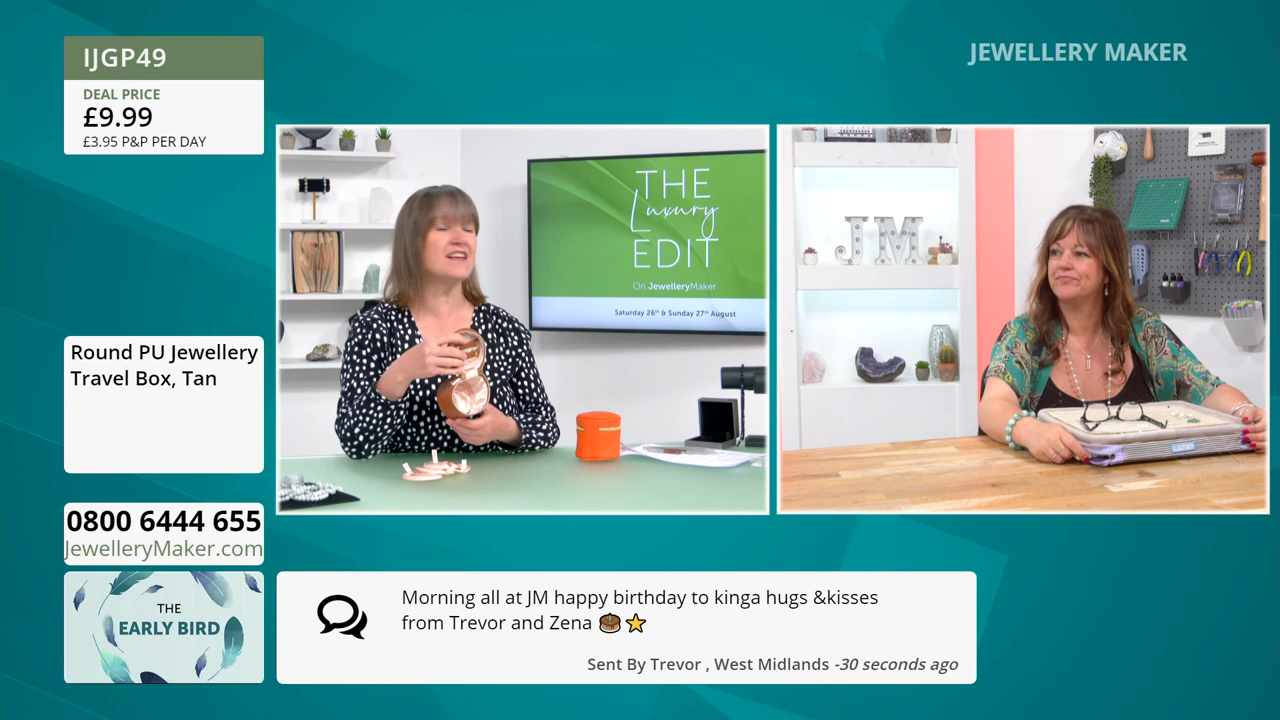 IJGP49
DEAL PRICE
£9.99
£3.95 P&P PER DAY
JEWELLERY MAKER
THE
Luxury
EDIT
On JewelleryMaker
Saturday 26th & Sunday 27th August
JM
Round PU Jewellery
Travel Box, Tan
0800 6444 655
JewelleryMaker.com
THE
EARLY BIRD
Morning all at JM happy birthday to kinga hugs &kisses
from Trevor and Zena 🎂⭐
Sent By Trevor , West Midlands -30 seconds ago